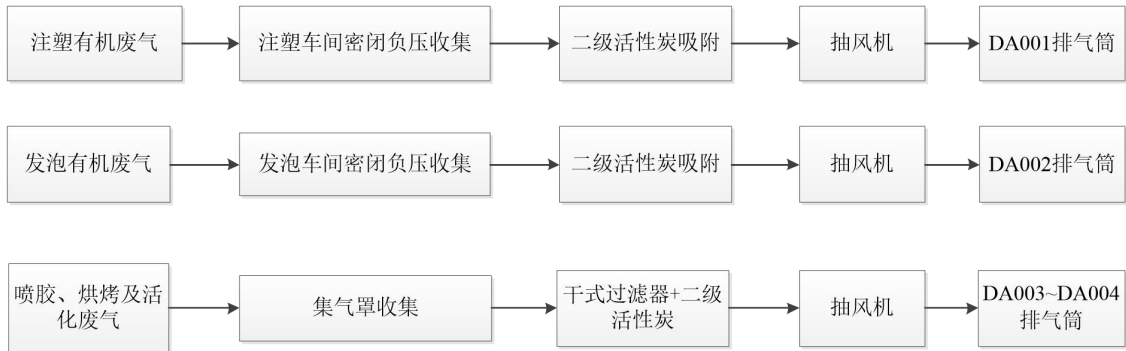 注塑有机废气
注塑车间密闭负压收集
二级活性炭吸附
抽风机
DA001排气筒
发泡有机废气
发泡车间密闭负压收集
二级活性炭吸附
抽风机
DA002排气筒
喷胶、烘烤及活
化废气
集气罩收集
干式过滤器+二级
活性炭
抽风机
DA003~DA004
排气筒